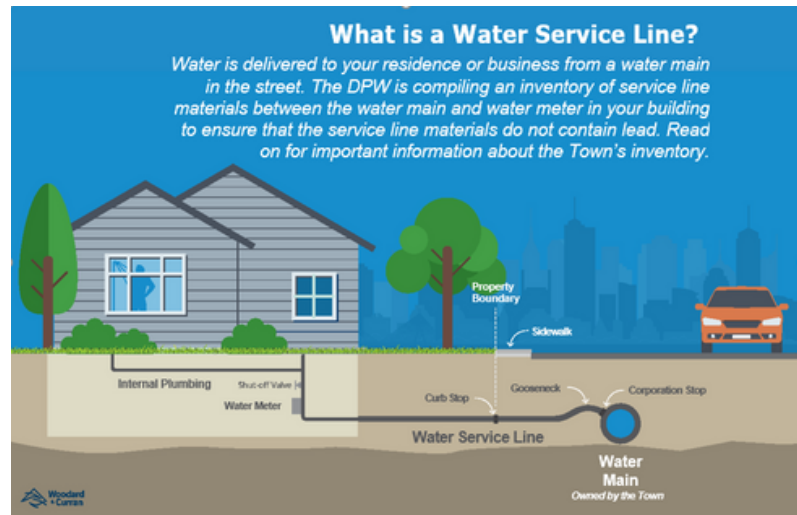 What is a Water Service Line?
Water is delivered to your residence or business from a water main
in the street. The DPW is compiling an inventory of service line
materials between the water main and water meter in your building
to ensure that the service line materials do not contain lead. Read
on for important information about the Town's inventory.
Property
Boundary
Sidewalk
Internal Plumbing
Shut-off Valve
Water Meter
Curb Stop
Gooseneck
Corporation Stop
Water Service Line
Water
Main
Owned by the Town
Woodard
& Curran